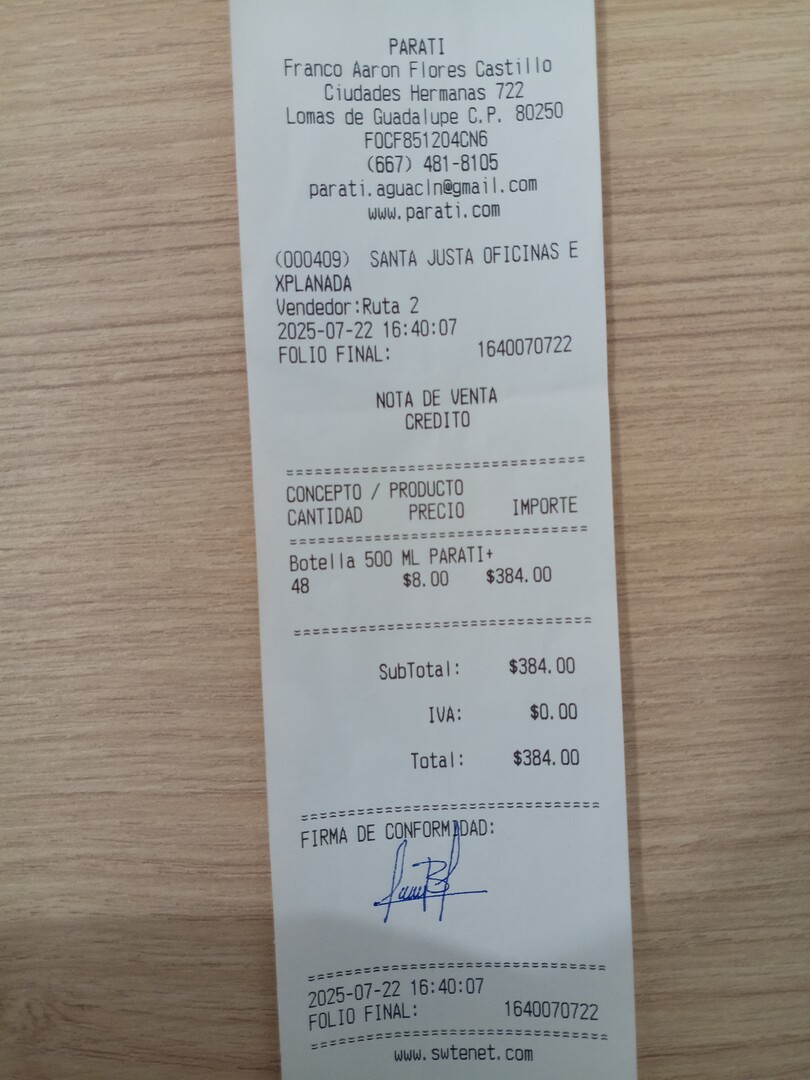 PARATI
Franco Aaron Flores Castillo
Ciudades Hermanas 722
Lomas de Guadalupe C.P. 80250
FOCF851204CN6
(667) 481-8105
parati.aguacln@gmail.com
www.parati.com
(000409) SANTA JUSTA OFICINAS E
XPLANADA
Vendedor:Ruta 2
2025-07-22 16:40:07
FOLIO FINAL: 1640070722
NOTA DE VENTA
CREDITO
===============================
CONCEPTO / PRODUCTO
CANTIDAD PRECIO IMPORTE
===============================
Botella 500 ML PARATI+
48 $8.00 $384.00
===============================
SubTotal: $384.00
IVA: $0.00
Total: $384.00
===============================
FIRMA DE CONFORMIDAD:
===============================
2025-07-22 16:40:07
FOLIO FINAL: 1640070722
===============================
www.swtenet.com